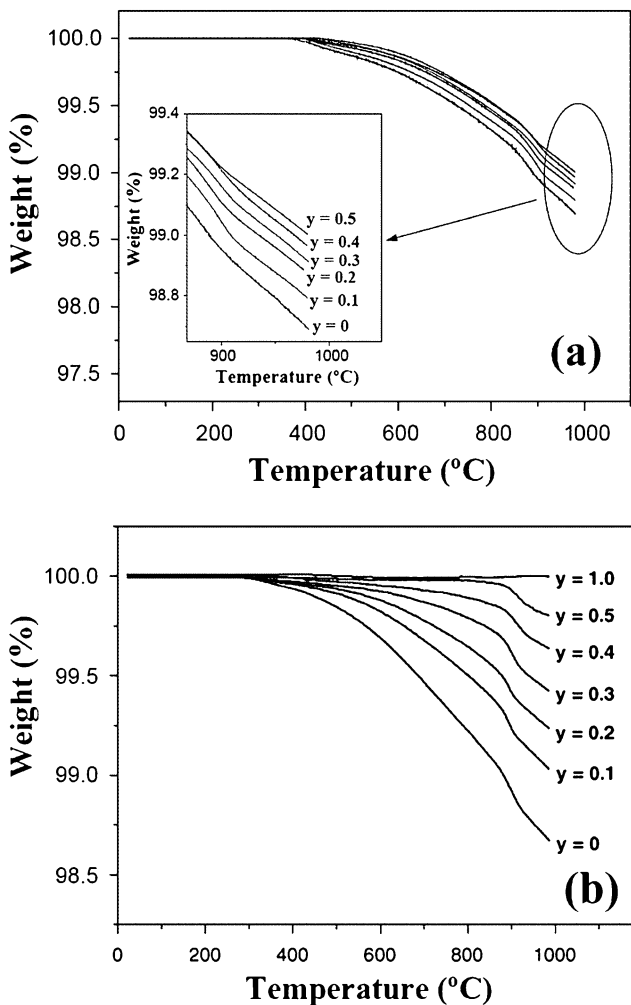 100.0
99.5
99.0
98.5
98.0
97.5
Weight (%)
99.4
99.2
99.0
98.8
Weight (%)
y = 0.5
y = 0.4
y = 0.3
y = 0.2
y = 0.1
y = 0
900
1000
Temperature (ºC)
(a)
0
200
400
600
800
1000
Temperature (ºC)
100.0
99.5
99.0
98.5
Weight (%)
y = 1.0
y = 0.5
y = 0.4
y = 0.3
y = 0.2
y = 0.1
y = 0
(b)
0
200
400
600
800
1000
Temperature (ºC)